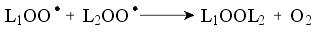 L₁OO• + L₂OO• ⟶ L₁OOL₂ + O₂